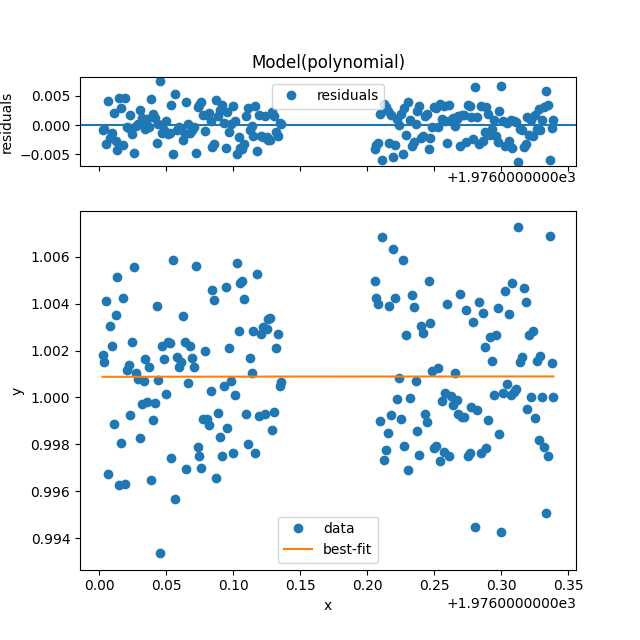 Model(polynomial)
residuals
0.005
0.000
−0.005
residuals
+1.9760000000e3
y
1.006
1.004
1.002
1.000
0.998
0.996
0.994
data
best-fit
0.00 0.05 0.10 0.15 0.20 0.25 0.30 0.35
x
+1.9760000000e3